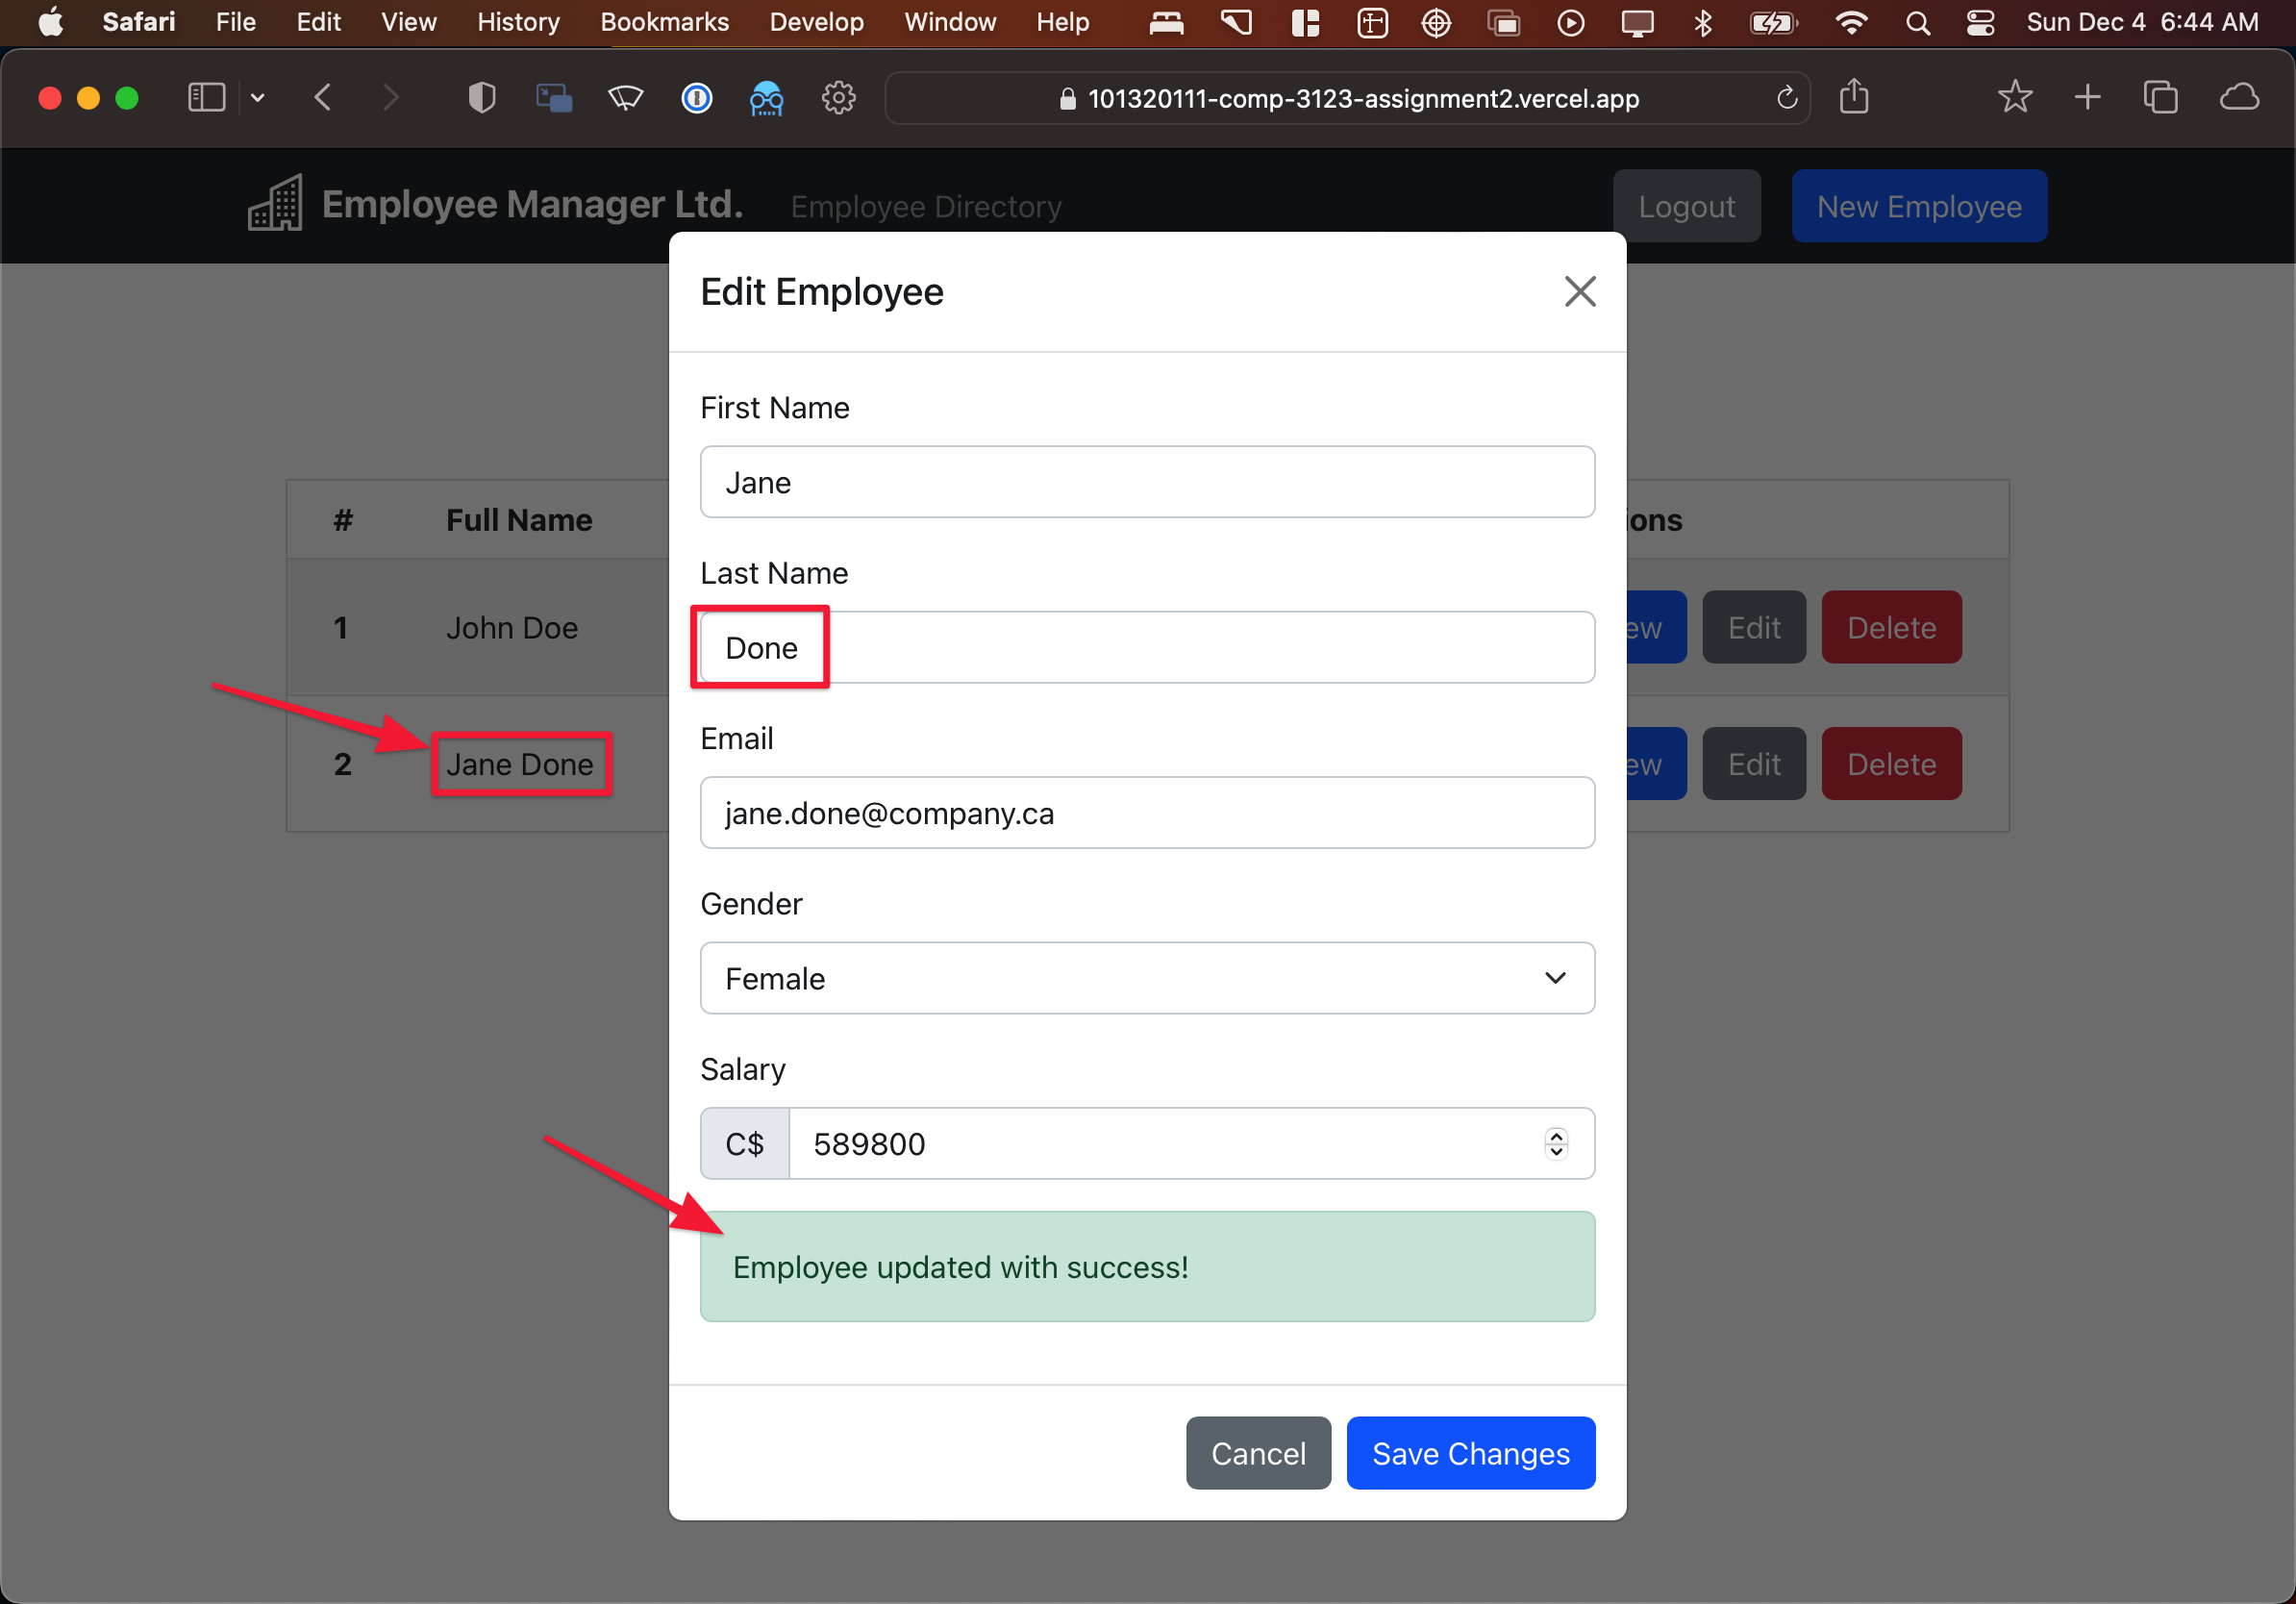 Safari File Edit View History Bookmarks Develop Window Help Sun Dec 4 6:44 AM
101320111-comp-3123-assignment2.vercel.app
Employee Manager Ltd. Employee Directory Logout New Employee
Edit Employee
First Name
Jane
# Full Name ions
Last Name
1 John Doe ew Edit Delete
Done
Email
2 Jane Done ew Edit Delete
jane.done@company.ca
Gender
Female
Salary
C$ 589800
Employee updated with success!
Cancel Save Changes